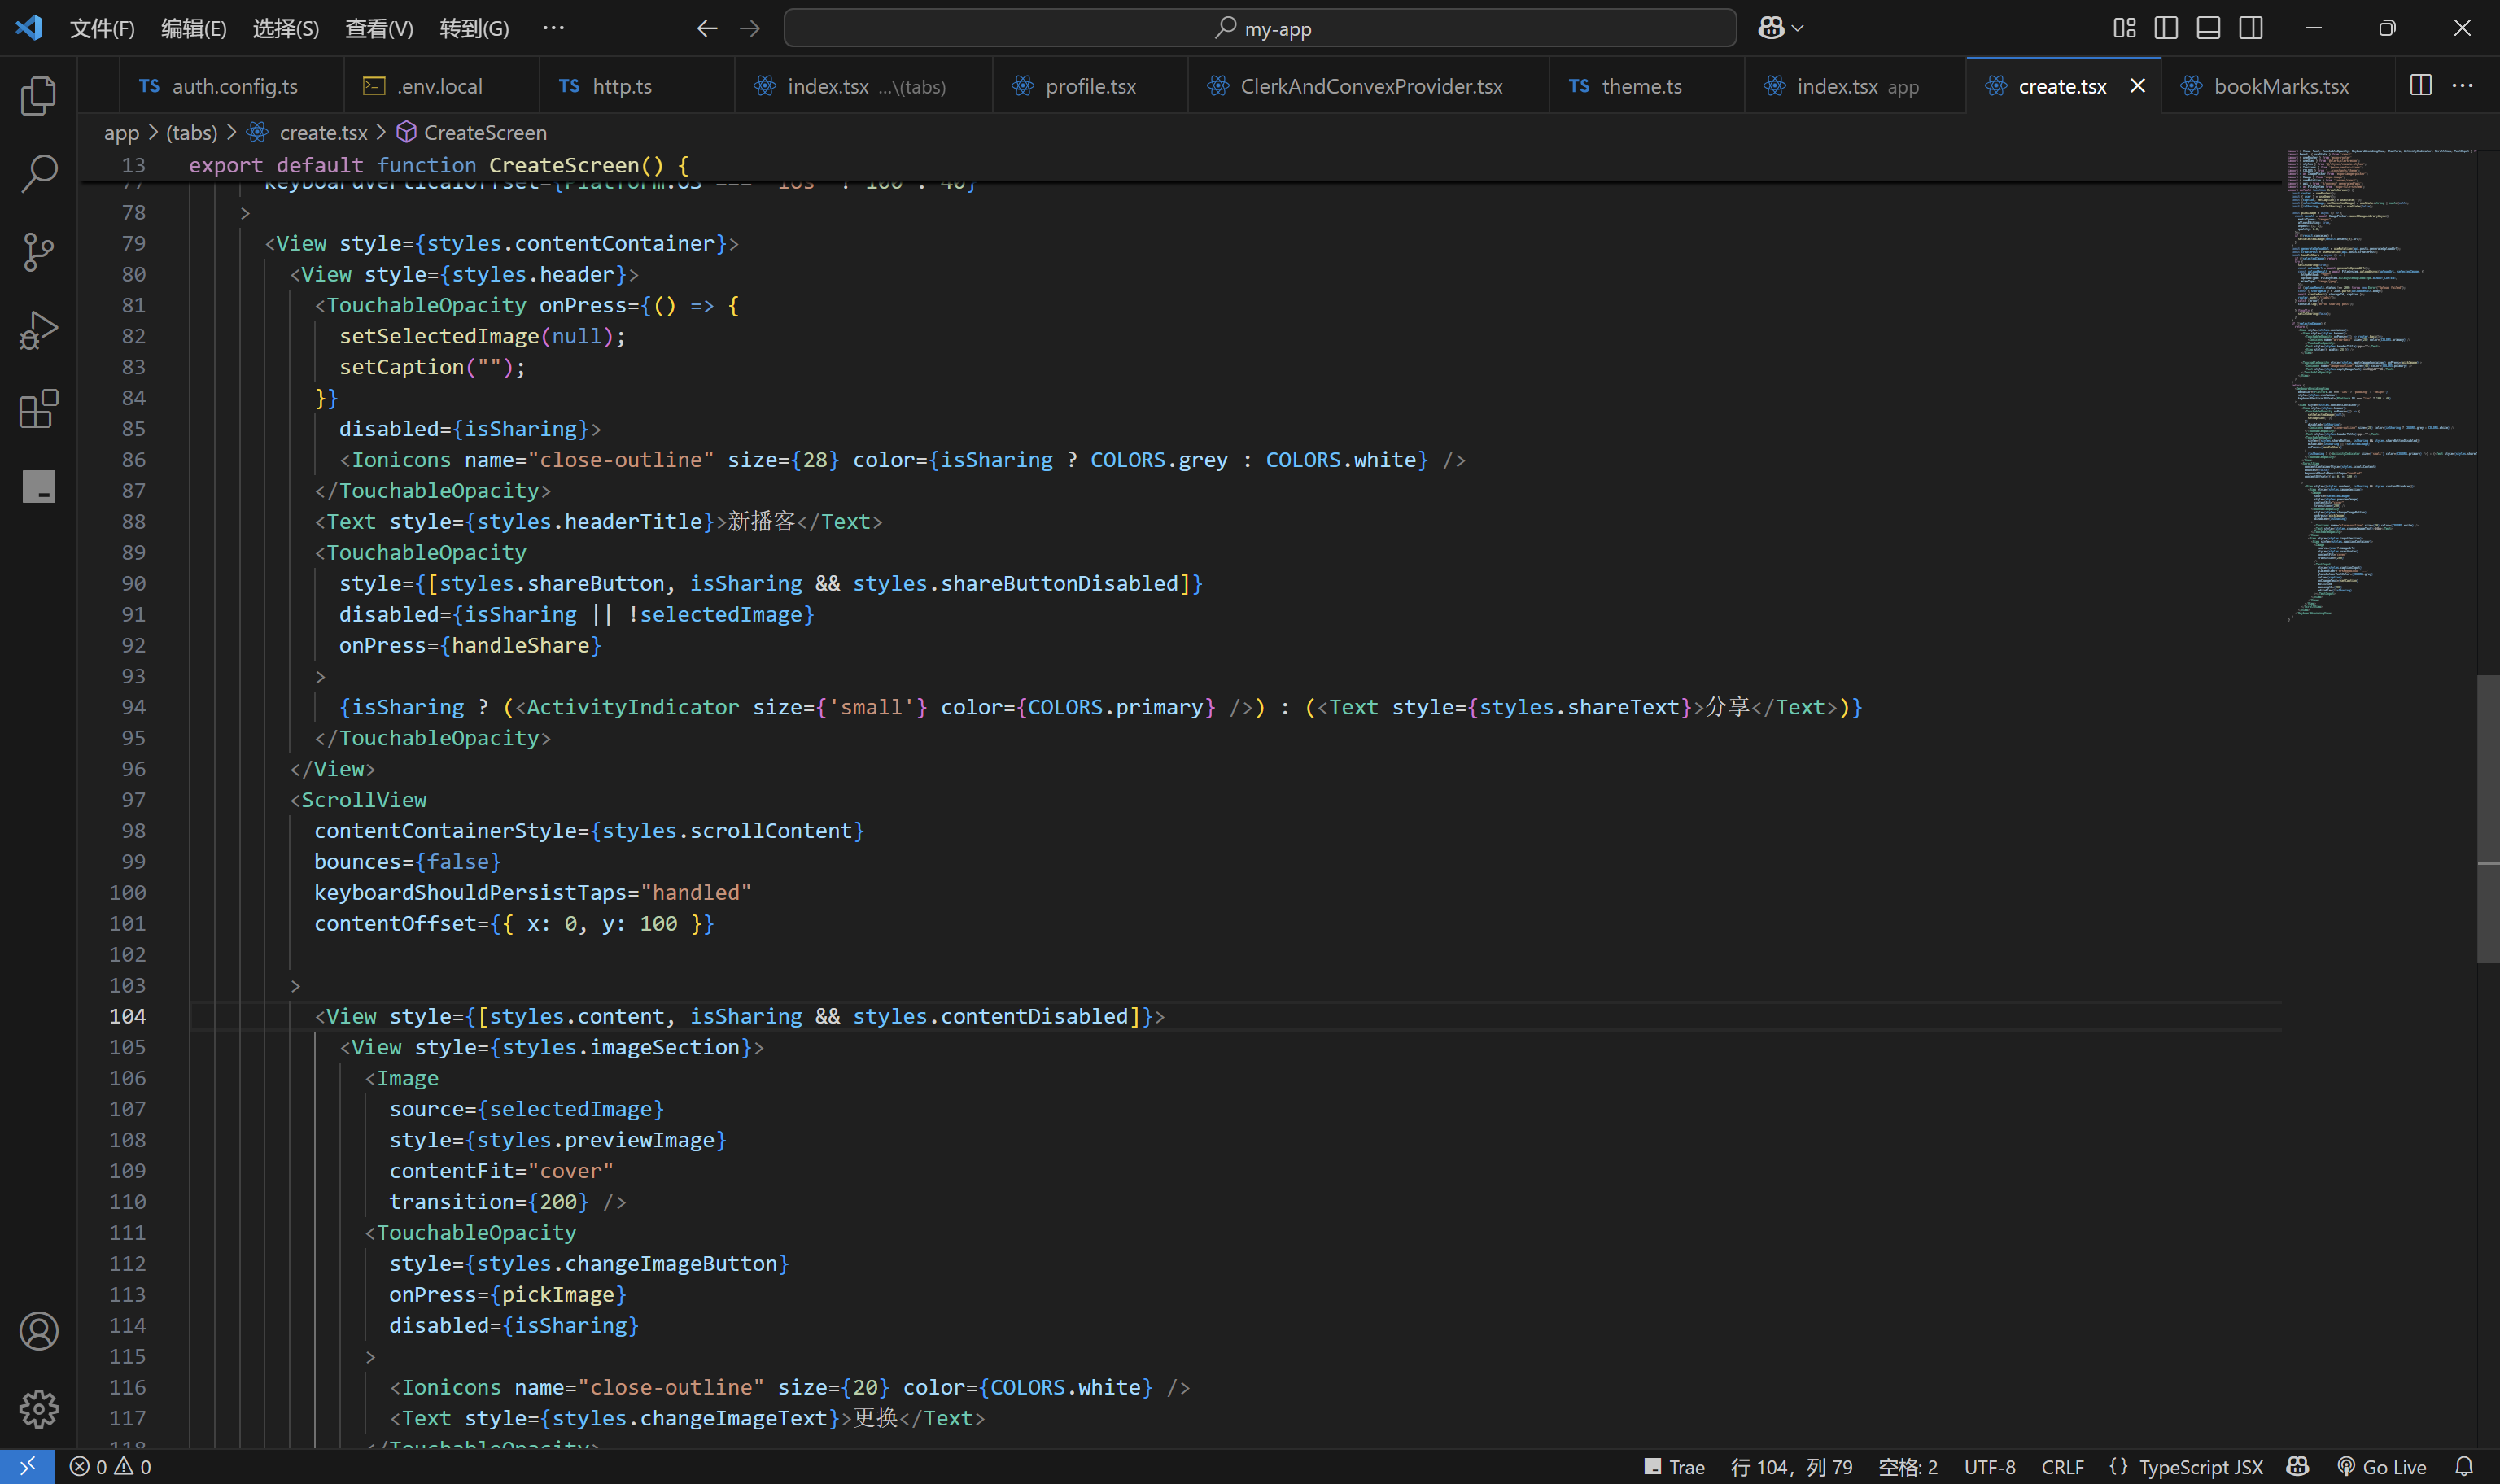 文件(F) 编辑(E) 选择(S) 查看(V) 转到(G) ··· my-app
TS auth.config.ts .env.local TS http.ts index.tsx ...\(tabs) profile.tsx ClerkAndConvexProvider.tsx TS theme.ts index.tsx app create.tsx bookMarks.tsx
app > (tabs) > create.tsx > CreateScreen
13 export default function CreateScreen() {
77 keyboardVerticalOffset={Platform.OS === 'ios' ? 100 : 40}
78 >
79 <View style={styles.contentContainer}>
80 <View style={styles.header}>
81 <TouchableOpacity onPress={() => {
82 setSelectedImage(null);
83 setCaption("");
84 }}
85 disabled={isSharing}>
86 <Ionicons name="close-outline" size={28} color={isSharing ? COLORS.grey : COLORS.white} />
87 </TouchableOpacity>
88 <Text style={styles.headerTitle}>新播客</Text>
89 <TouchableOpacity
90 style={[styles.shareButton, isSharing && styles.shareButtonDisabled]}
91 disabled={isSharing || !selectedImage}
92 onPress={handleShare}
93 >
94 {isSharing ? (<ActivityIndicator size={'small'} color={COLORS.primary} />) : (<Text style={styles.shareText}>分享</Text>)}
95 </TouchableOpacity>
96 </View>
97 <ScrollView
98 contentContainerStyle={styles.scrollContent}
99 bounces={false}
100 keyboardShouldPersistTaps="handled"
101 contentOffset={{ x: 0, y: 100 }}
102
103 >
104 <View style={[styles.content, isSharing && styles.contentDisabled]}>
105 <View style={styles.imageSection}>
106 <Image
107 source={selectedImage}
108 style={styles.previewImage}
109 contentFit="cover"
110 transition={200} />
111 <TouchableOpacity
112 style={styles.changeImageButton}
113 onPress={pickImage}
114 disabled={isSharing}
115 >
116 <Ionicons name="close-outline" size={20} color={COLORS.white} />
117 <Text style={styles.changeImageText}>更换</Text>
118 </TouchableOpacity>
0 0 Trae 行 104，列 79 空格: 2 UTF-8 CRLF {} TypeScript JSX Go Live